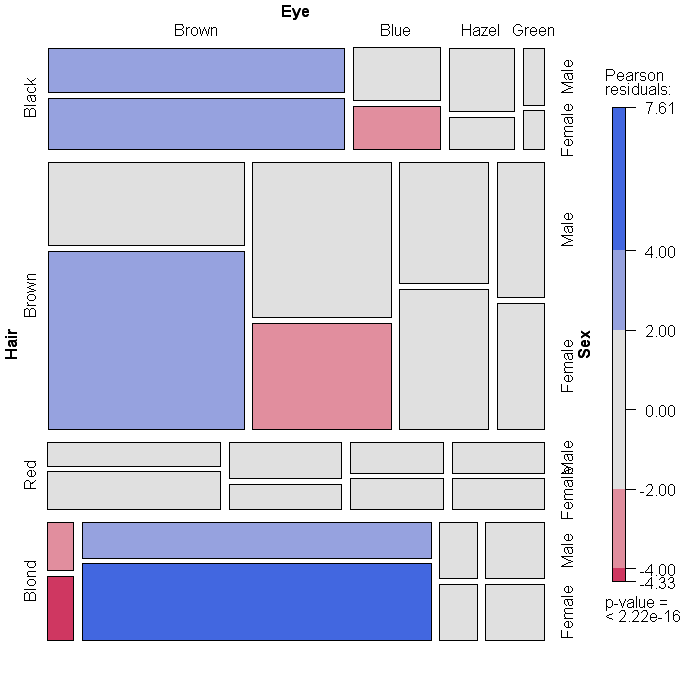 Eye
Brown Blue Hazel Green
Hair
Black
Brown
Red
Blond
Male
Female
Male
Female
Male
Female
Male
Female
Sex
Pearson
residuals:
7.61
4.00
2.00
0.00
-2.00
-4.00
-4.33
p-value =
< 2.22e-16